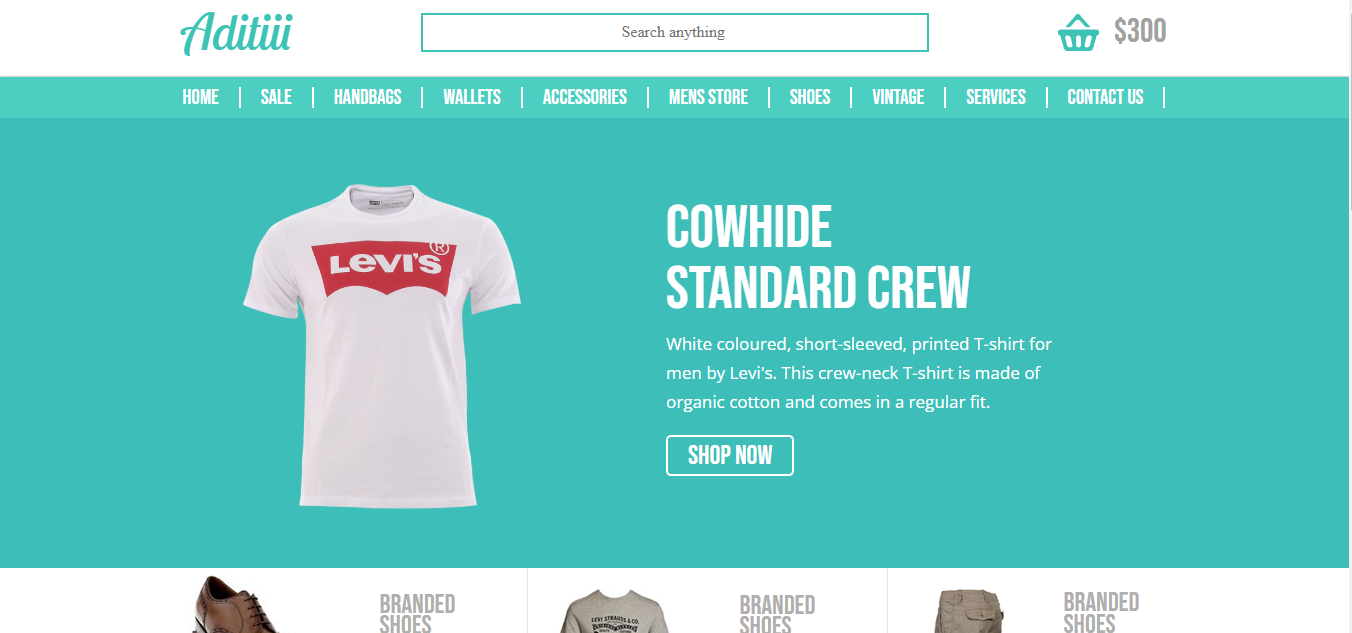 Aditiii
Search anything
$300
HOME
SALE
HANDBAGS
WALLETS
ACCESSORIES
MENS STORE
SHOES
VINTAGE
SERVICES
CONTACT US
LEVI'S
®
COWHIDE
STANDARD CREW
White coloured, short-sleeved, printed T-shirt for
men by Levi's. This crew-neck T-shirt is made of
organic cotton and comes in a regular fit.
SHOP NOW
BRANDED
SHOES
LEVI STRAUSS & CO.
BRANDED
SHOES
BRANDED
SHOES